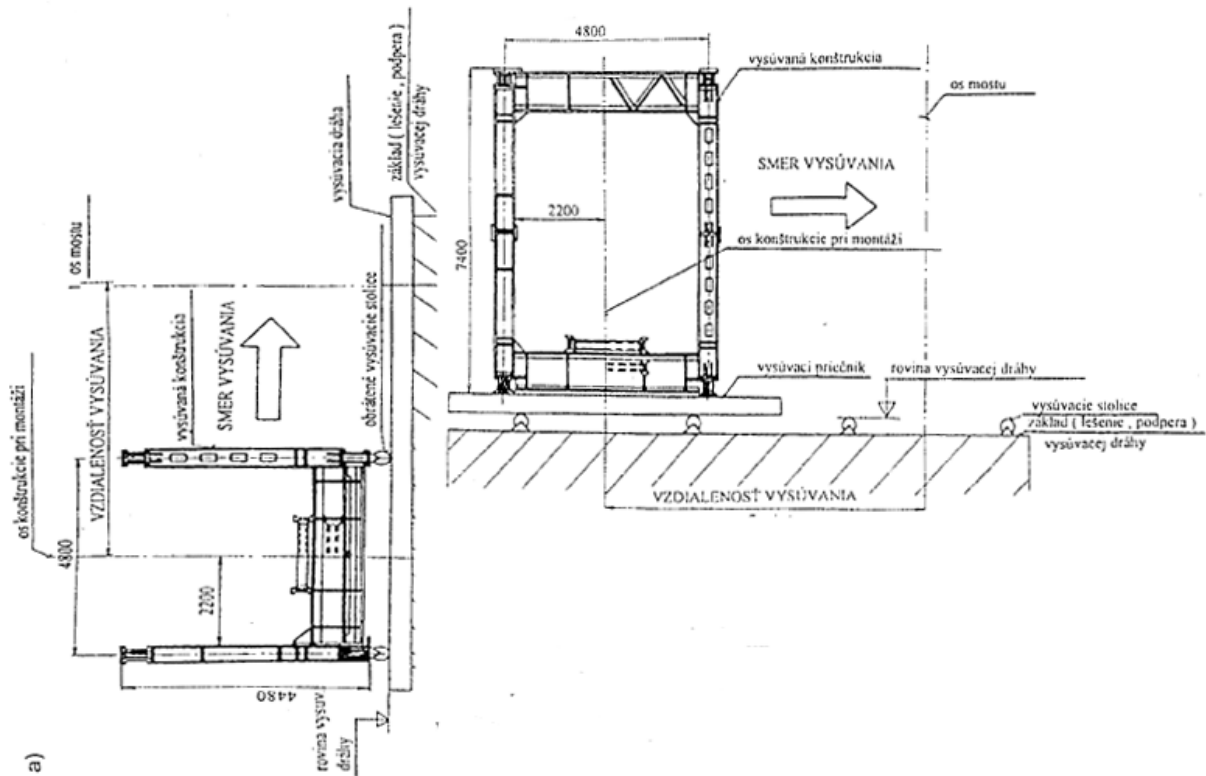 a)
os konštrukcie pri montáži
4800
VZDIALENOSŤ VYSÚVANIA
os mostu
2200
vysúvaná konštrukcia
SMER VYSÚVANIA
4480
rovina vysuv.
dráhy
obrátené vysúvacie stolice
vysúvacia dráha
základ ( lešenie , podpera )
vysúvacej dráhy
4800
vysúvaná konštrukcia
os mostu
SMER VYSÚVANIA
2200
7400
os konštrukcie pri montáži
vysúvací priečnik
rovina vysúvacej dráhy
vysúvacie stolice
základ ( lešenie , podpera )
vysúvacej dráhy
VZDIALENOSŤ VYSÚVANIA